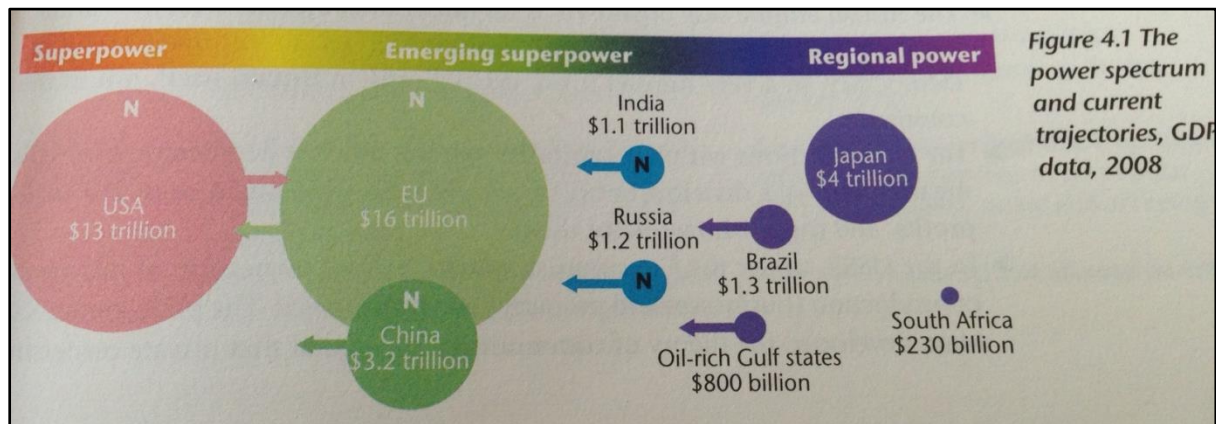 Superpower
Emerging superpower
Regional power
Figure 4.1 The
power spectrum
and current
trajectories, GDP
data, 2008
N
USA
$13 trillion
N
EU
$16 trillion
N
China
$3.2 trillion
India
$1.1 trillion
N
Russia
$1.2 trillion
N
Japan
$4 trillion
Brazil
$1.3 trillion
Oil-rich Gulf states
$800 billion
South Africa
$230 billion